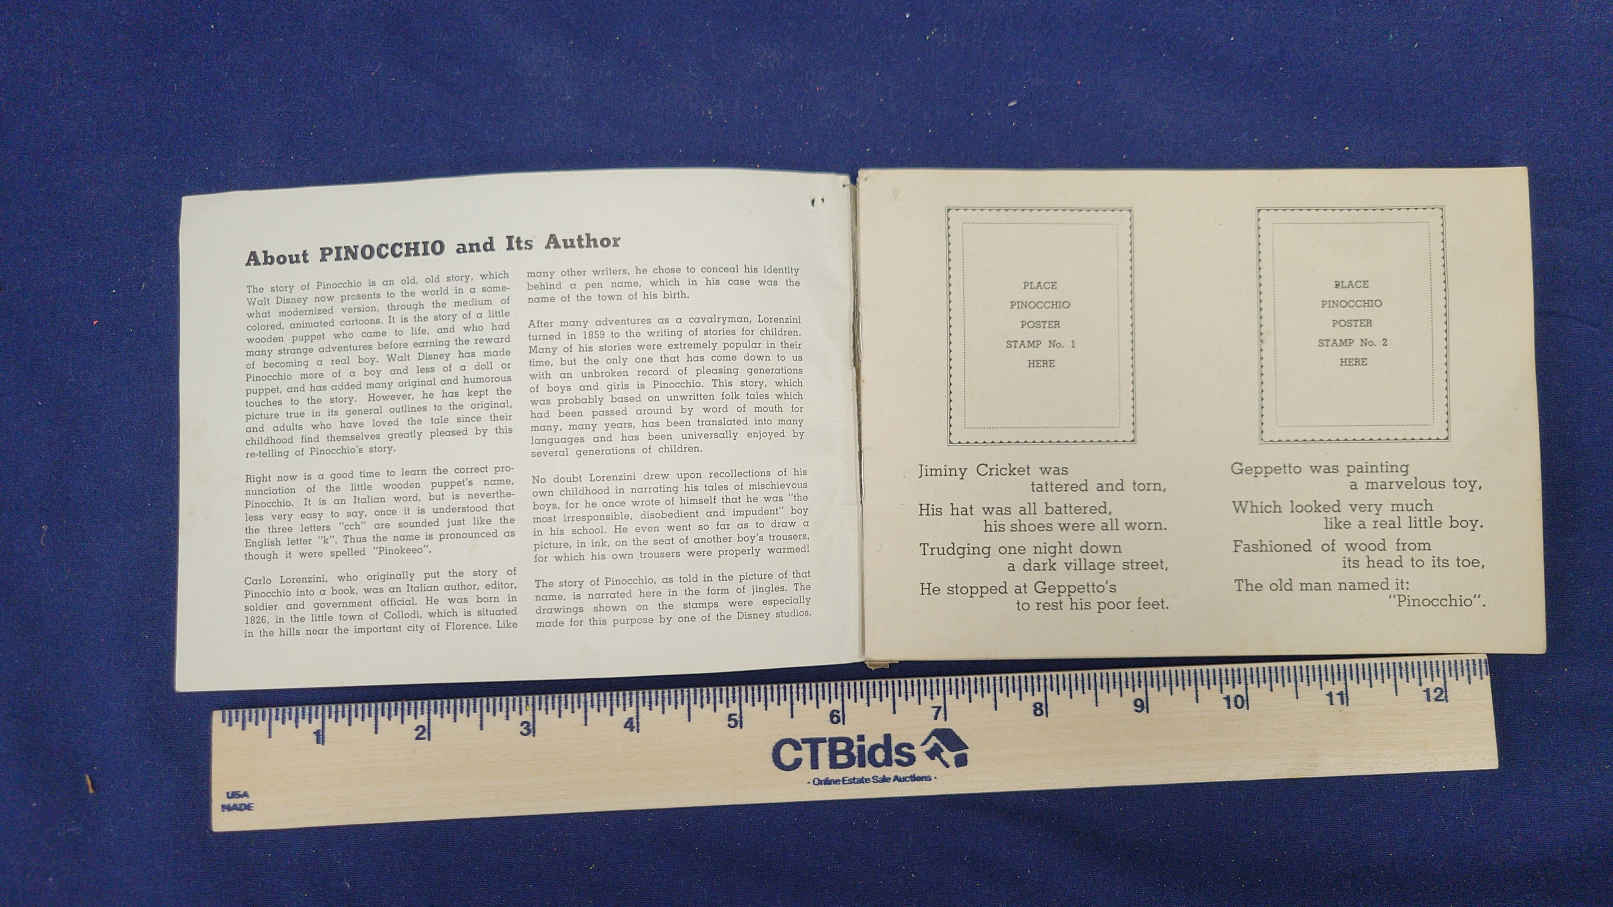 About PINOCCHIO and Its Author
The story of Pinocchio is an old, old story, which
Walt Disney now presents to the world in a some-
what modernized version, through the medium of
colored, animated cartoons. It is the story of a little
wooden puppet who came to life, and who had
many strange adventures before earning the reward
of becoming a real boy. Walt Disney has made
Pinocchio more of a boy and less of a doll or
puppet, and has added many original and humorous
touches to the story. However, he has kept the
picture true in its general outlines to the original,
and adults who have loved the tale since their
childhood find themselves greatly pleased by this
re-telling of Pinocchio's story.
Right now is a good time to learn the correct pro-
nunciation of the little wooden puppet's name,
Pinocchio. It is an Italian word, but is neverthe-
less very easy to say, once it is understood that
the three letters "cch" are sounded just like the
English letter "k". Thus the name is pronounced as
though it were spelled "Pinokeeo".
Carlo Lorenzini, who originally put the story of
Pinocchio into a book, was an Italian author, editor,
soldier and government official. He was born in
1826, in the little town of Collodi, which is situated
in the hills near the important city of Florence. Like
many other writers, he chose to conceal his identity
behind a pen name, which in his case was the
name of the town of his birth.
After many adventures as a cavalryman, Lorenzini
turned in 1859 to the writing of stories for children.
Many of his stories were extremely popular in their
time, but the only one that has come down to us
with an unbroken record of pleasing generations
of boys and girls is Pinocchio. This story, which
was probably based on unwritten folk tales which
had been passed around by word of mouth for
many, many years, has been translated into many
languages and has been universally enjoyed by
several generations of children.
No doubt Lorenzini drew upon recollections of his
own childhood in narrating his tales of mischievous
boys, for he once wrote of himself that he was "the
most irresponsible, disobedient and impudent" boy
in his school. He even went so far as to draw a
picture, in ink, on the seat of another boy's trousers,
for which his own trousers were properly warmed!
The story of Pinocchio, as told in the picture of that
name, is narrated here in the form of jingles. The
drawings shown on the stamps were especially
made for this purpose by one of the Disney studios.
PLACE
PINOCCHIO
POSTER
STAMP No. 1
HERE
Jiminy Cricket was
tattered and torn,
His hat was all battered,
his shoes were all worn.
Trudging one night down
a dark village street,
He stopped at Geppetto's
to rest his poor feet.
PLACE
PINOCCHIO
POSTER
STAMP No. 2
HERE
Geppetto was painting
a marvelous toy,
Which looked very much
like a real little boy.
Fashioned of wood from
its head to its toe,
The old man named it:
"Pinocchio".
1 2 3 4 5 6 7 8 9 10 11 12
CTBids
- Online Estate Sale Auctions -
USA
MADE